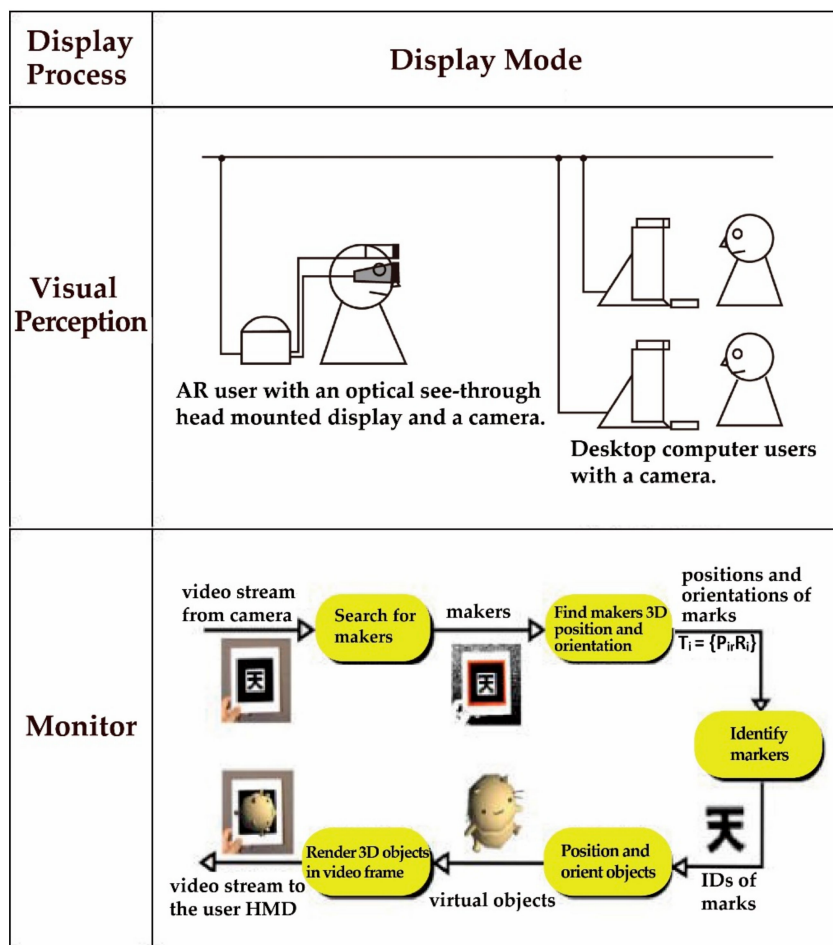 Display
Process
Display Mode
Visual
Perception
AR user with an optical see-through
head mounted display and a camera.
Desktop computer users
with a camera.
Monitor
video stream
from camera
Search for
makers
makers
Find makers 3D
position and
orientation
positions and
orientations of
marks
Tᵢ = {PᵢᵣRᵢ}
天
天
Identify
markers
天
IDs of
marks
Position and
orient objects
virtual objects
Render 3D objects
in video frame
video stream to
the user HMD